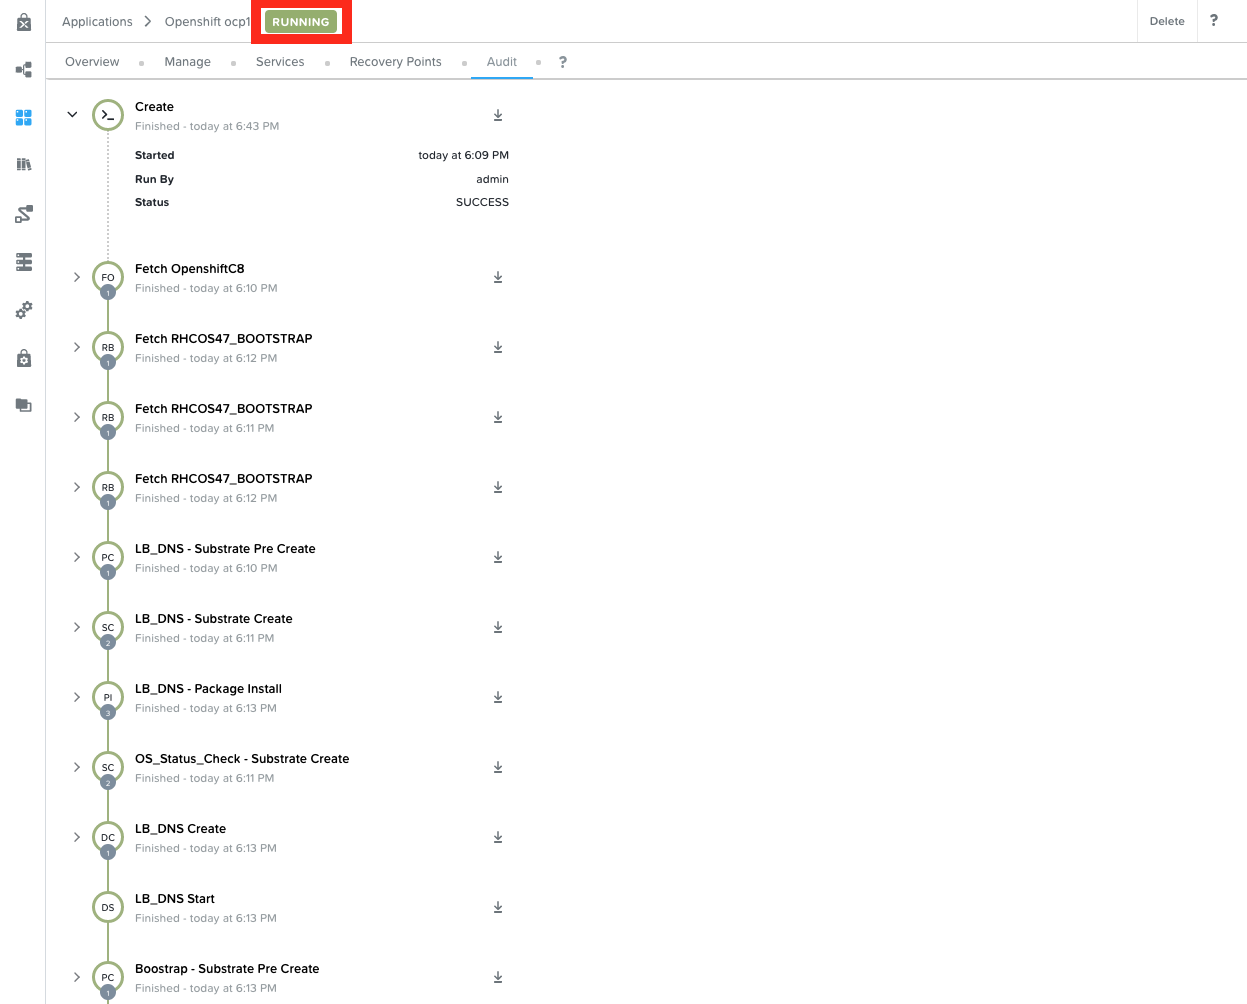 Applications > Openshift ocp1 RUNNING Delete ?
Overview Manage Services Recovery Points Audit ?
>_ Create
Finished - today at 6:43 PM
Started today at 6:09 PM
Run By admin
Status SUCCESS
Fetch OpenshiftC8
FO
Finished - today at 6:10 PM
1
Fetch RHCOS47_BOOTSTRAP
RB
Finished - today at 6:12 PM
1
Fetch RHCOS47_BOOTSTRAP
RB
Finished - today at 6:11 PM
1
Fetch RHCOS47_BOOTSTRAP
RB
Finished - today at 6:12 PM
1
LB_DNS - Substrate Pre Create
PC
Finished - today at 6:10 PM
1
LB_DNS - Substrate Create
SC
Finished - today at 6:11 PM
2
LB_DNS - Package Install
PI
Finished - today at 6:13 PM
3
OS_Status_Check - Substrate Create
SC
Finished - today at 6:11 PM
2
LB_DNS Create
DC
Finished - today at 6:13 PM
1
LB_DNS Start
DS
Finished - today at 6:13 PM
Boostrap - Substrate Pre Create
PC
Finished - today at 6:13 PM
1